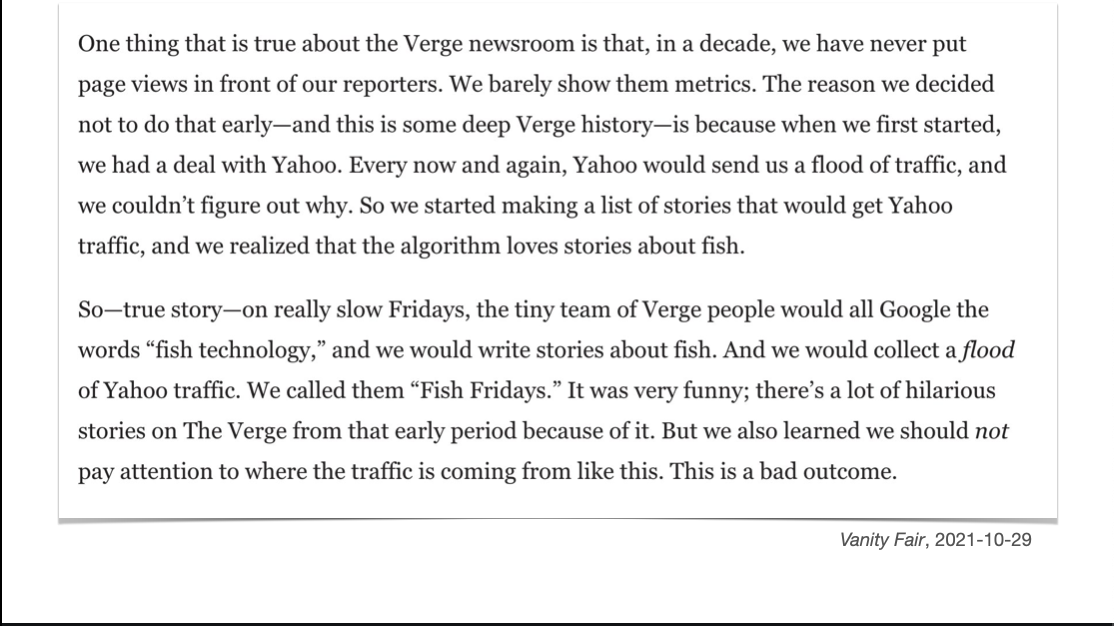 One thing that is true about the Verge newsroom is that, in a decade, we have never put
page views in front of our reporters. We barely show them metrics. The reason we decided
not to do that early—and this is some deep Verge history—is because when we first started,
we had a deal with Yahoo. Every now and again, Yahoo would send us a flood of traffic, and
we couldn’t figure out why. So we started making a list of stories that would get Yahoo
traffic, and we realized that the algorithm loves stories about fish.
So—true story—on really slow Fridays, the tiny team of Verge people would all Google the
words “fish technology,” and we would write stories about fish. And we would collect a flood
of Yahoo traffic. We called them “Fish Fridays.” It was very funny; there’s a lot of hilarious
stories on The Verge from that early period because of it. But we also learned we should not
pay attention to where the traffic is coming from like this. This is a bad outcome.
Vanity Fair, 2021-10-29